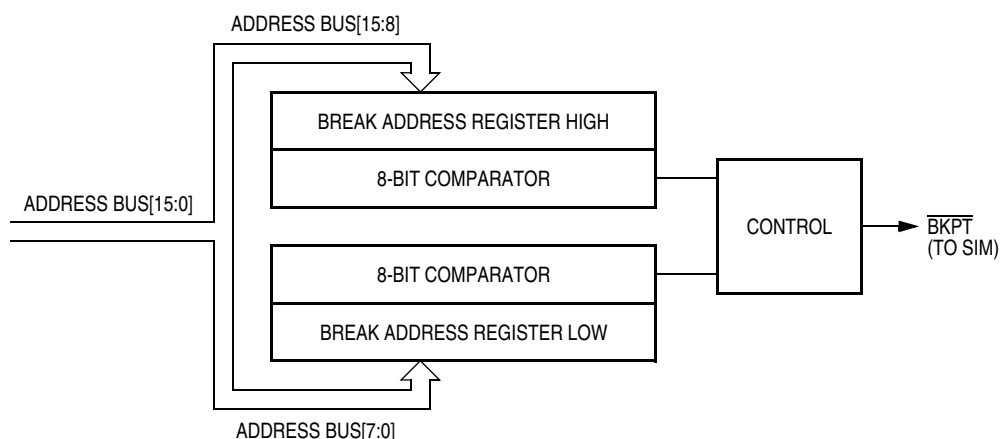 ADDRESS BUS[15:8]
BREAK ADDRESS REGISTER HIGH
8-BIT COMPARATOR
ADDRESS BUS[15:0]
CONTROL
BKPT
(TO SIM)
8-BIT COMPARATOR
BREAK ADDRESS REGISTER LOW
ADDRESS BUS[7:0]